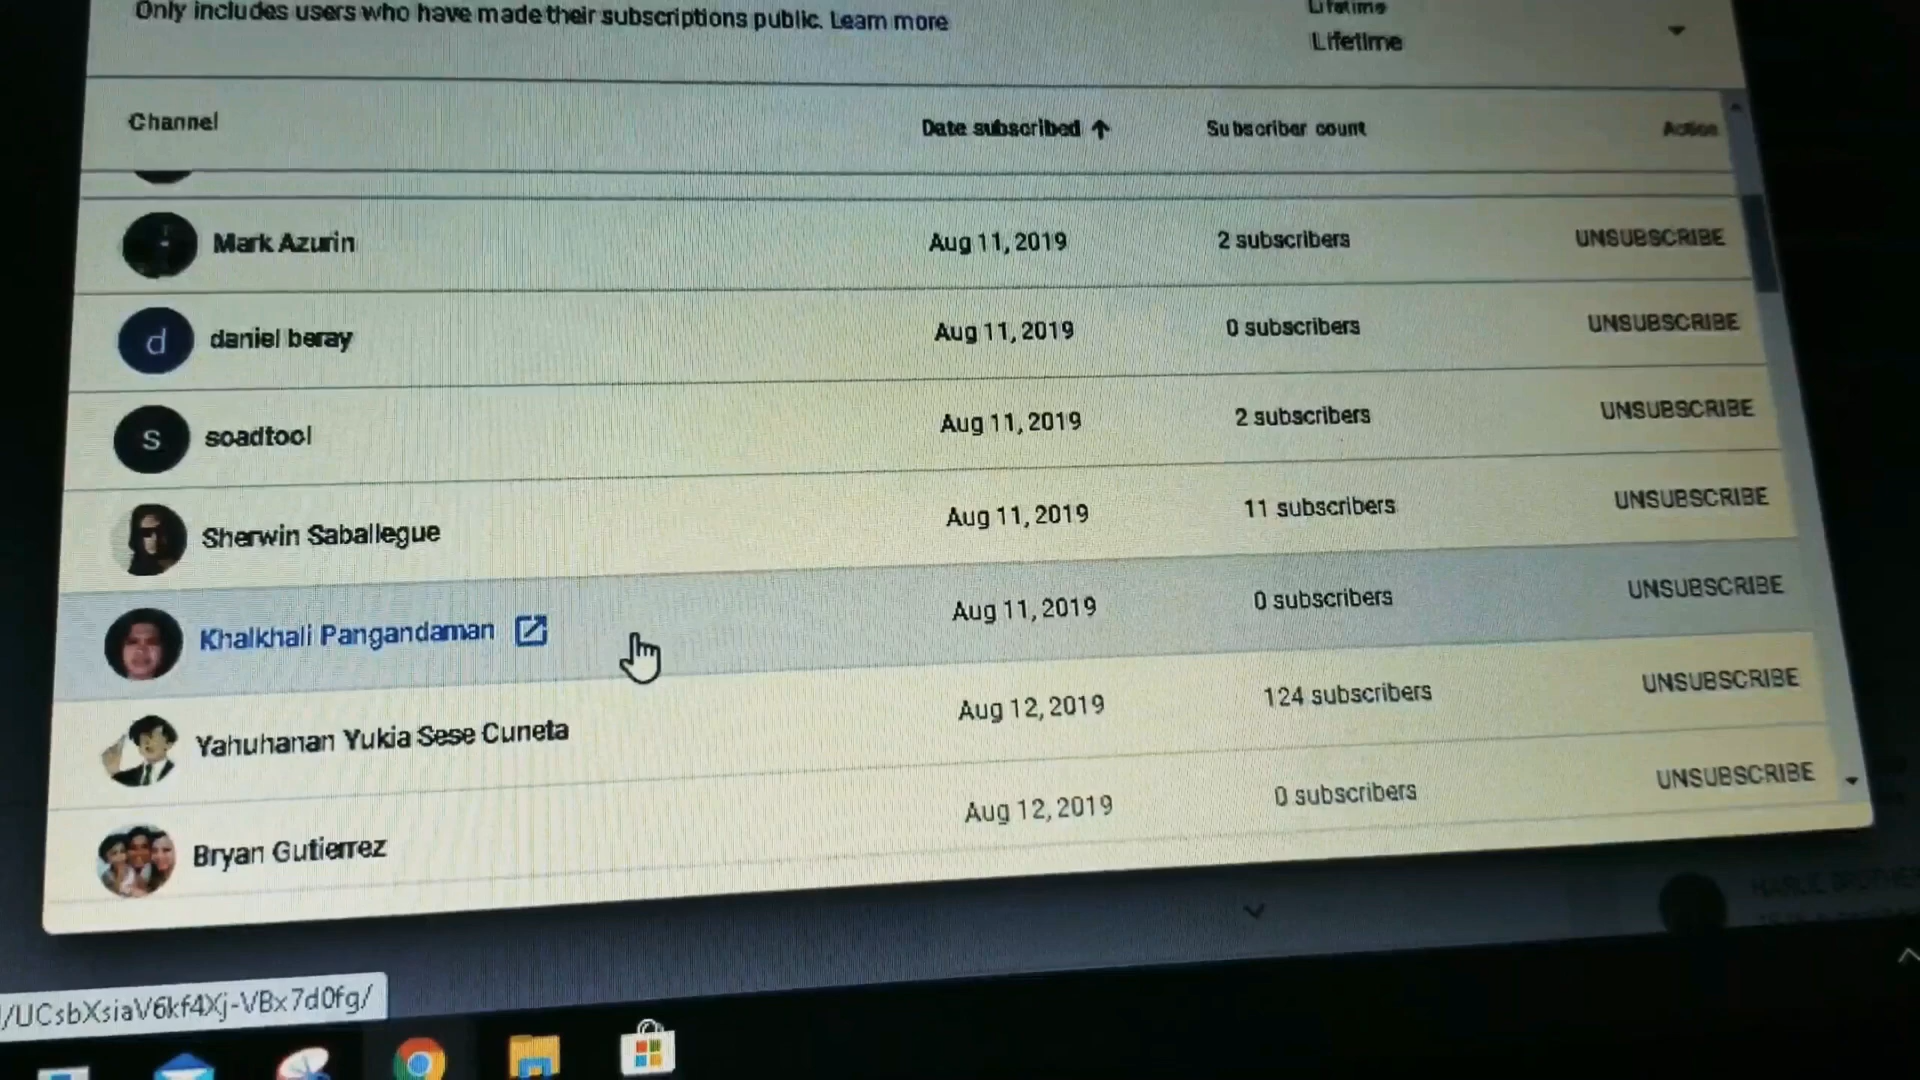 Only includes users who have made their subscriptions public. Learn more
Lifetime
Lifetime
Channel
Date subscribed ↑
Subscriber count
Action
Mark Azurin
Aug 11, 2019
2 subscribers
UNSUBSCRIBE
d
daniel beray
Aug 11, 2019
0 subscribers
UNSUBSCRIBE
s
soadtool
Aug 11, 2019
2 subscribers
UNSUBSCRIBE
Sherwin Saballegue
Aug 11, 2019
11 subscribers
UNSUBSCRIBE
Khalkhali Pangandaman
Aug 11, 2019
0 subscribers
UNSUBSCRIBE
Yahuhanan Yukia Sese Cuneta
Aug 12, 2019
124 subscribers
UNSUBSCRIBE
Bryan Gutierrez
Aug 12, 2019
0 subscribers
UNSUBSCRIBE
/UCsbXsiaV6kf4Xj-VBx7d0fg/